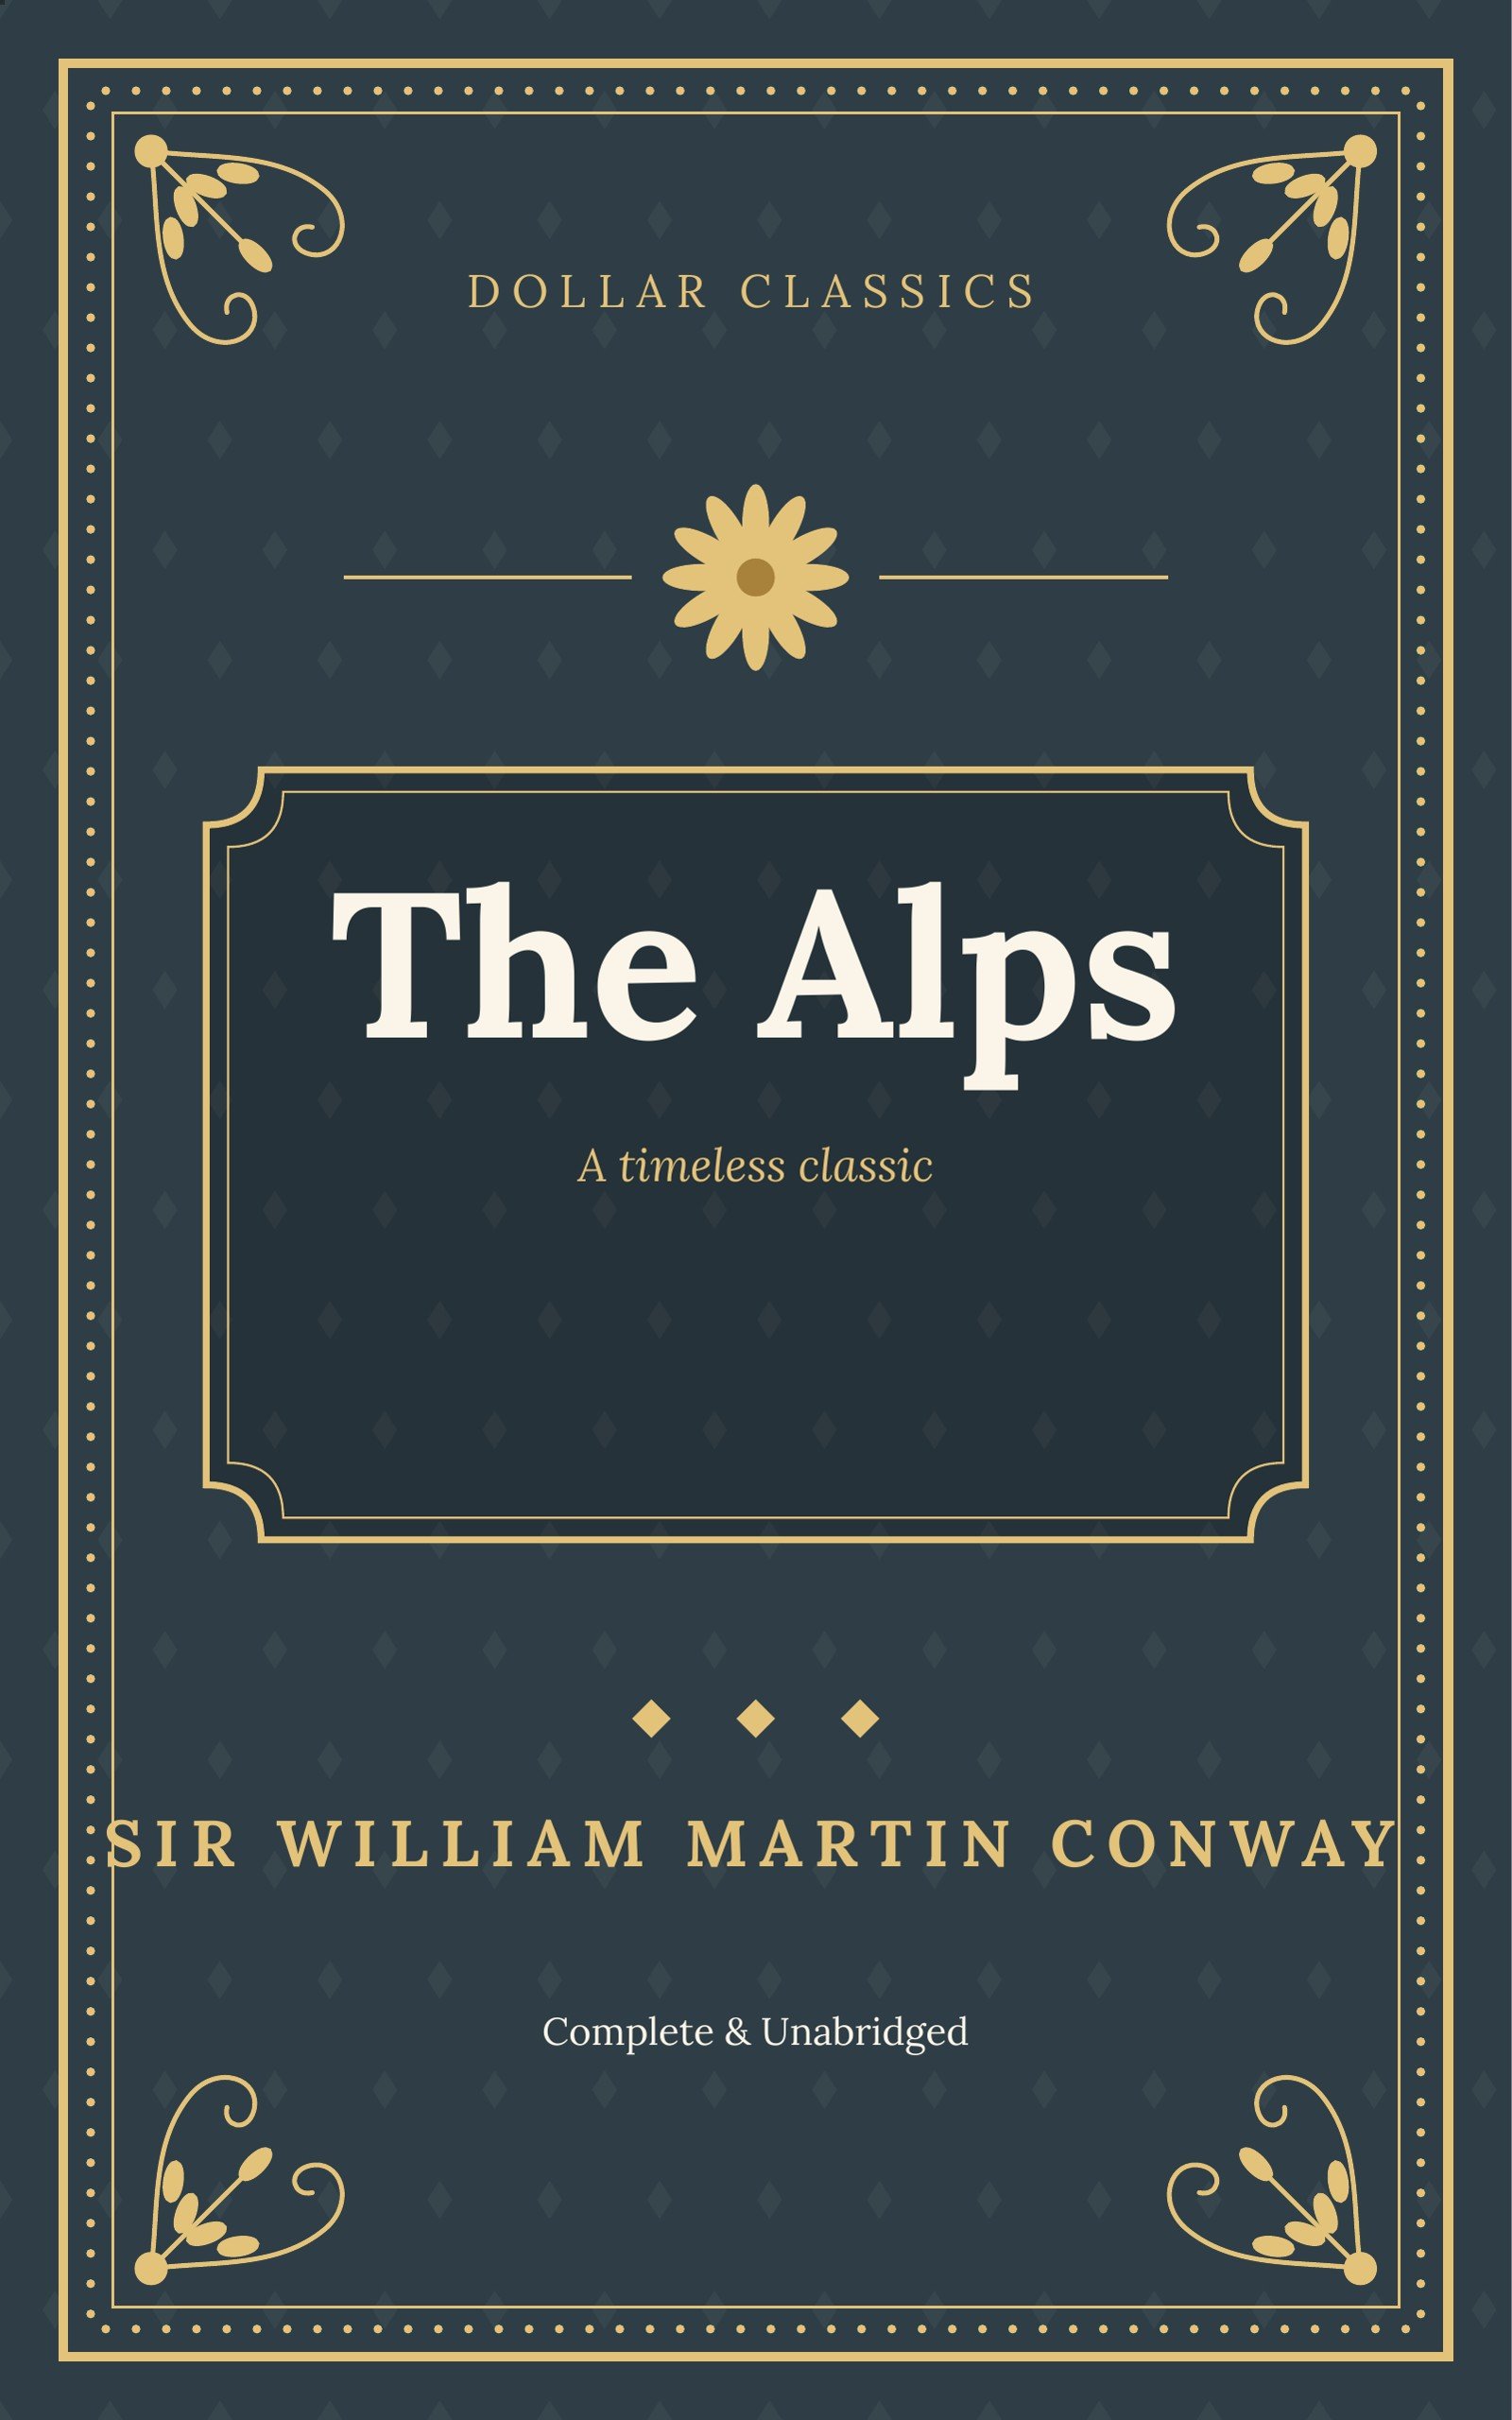 DOLLAR CLASSICS
The Alps
A timeless classic
SIR WILLIAM MARTIN CONWAY
Complete & Unabridged